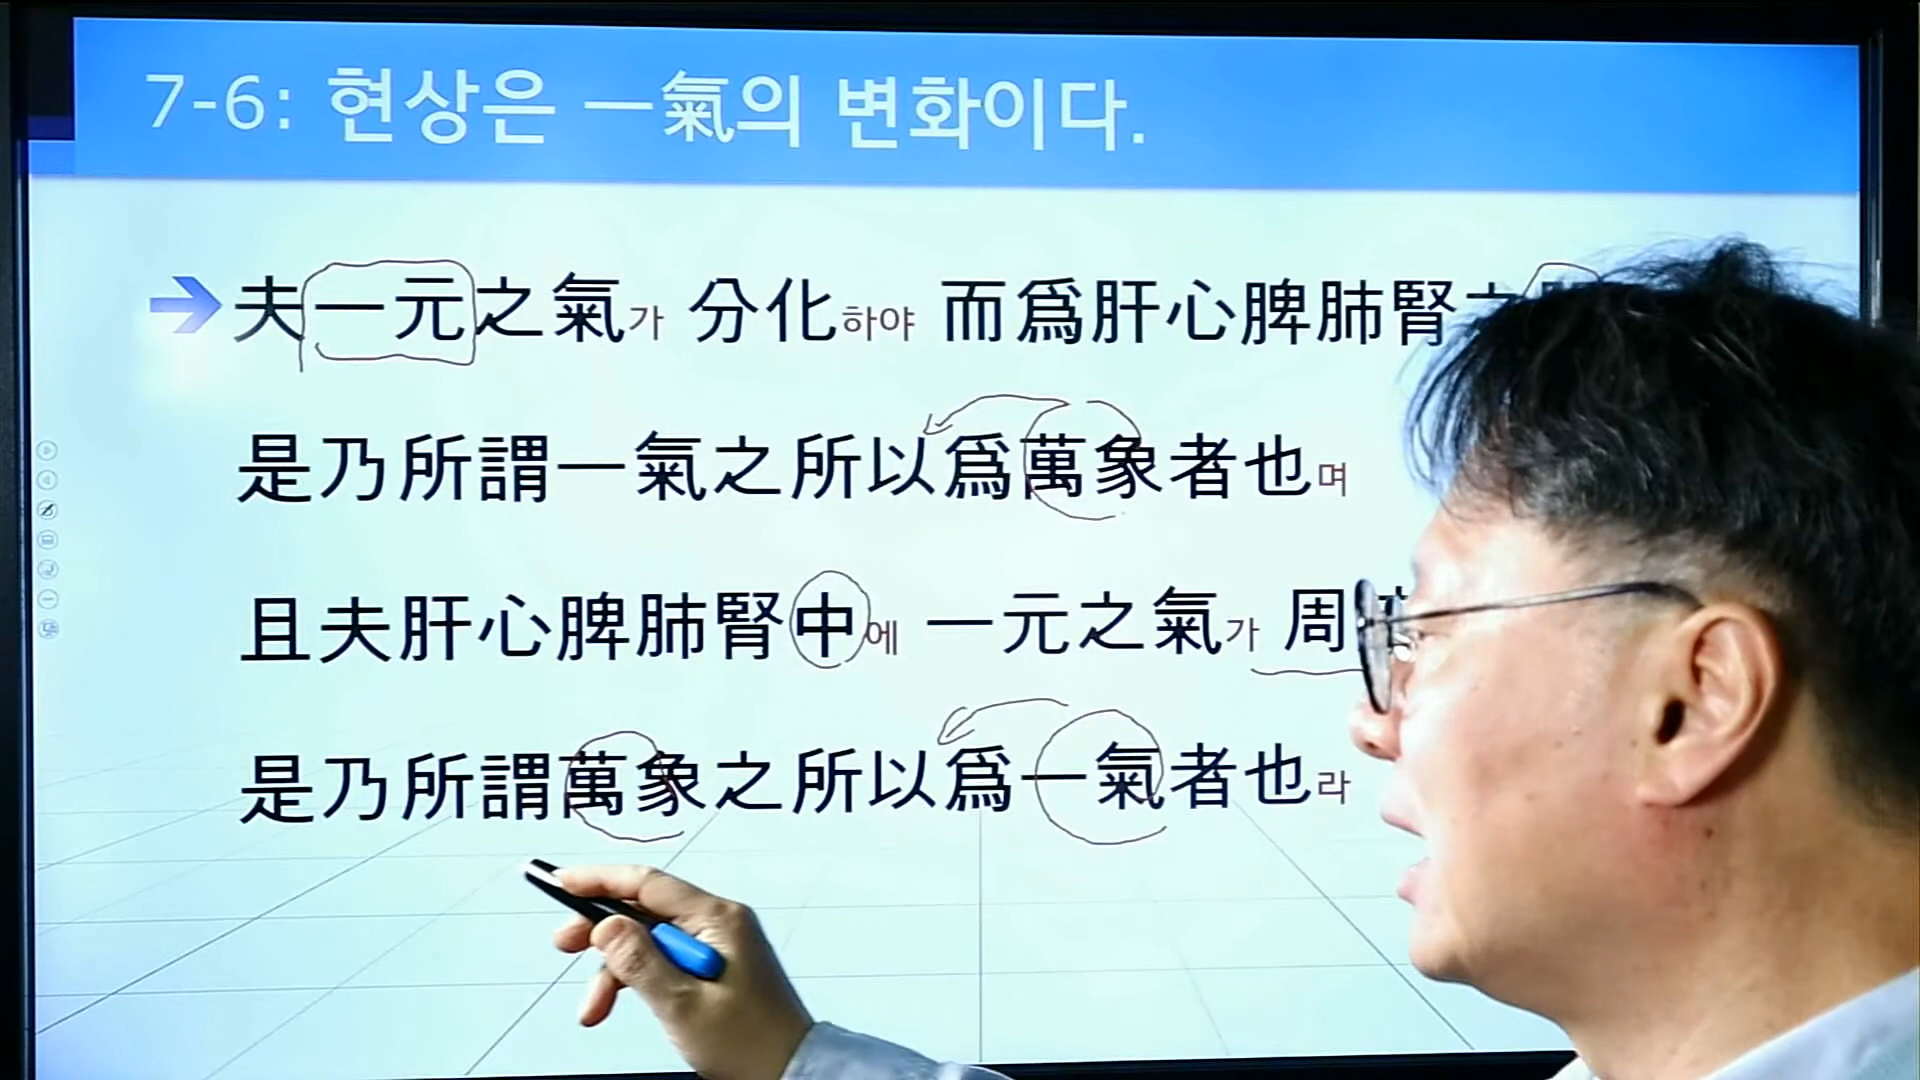 7-6: 현상은 一氣의 변화이다.
夫一元之氣가 分化하야 而爲肝心脾肺腎
是乃所謂一氣之所以爲萬象者也며
且夫肝心脾肺腎中에 一元之氣가 周
是乃所謂萬象之所以爲一氣者也라